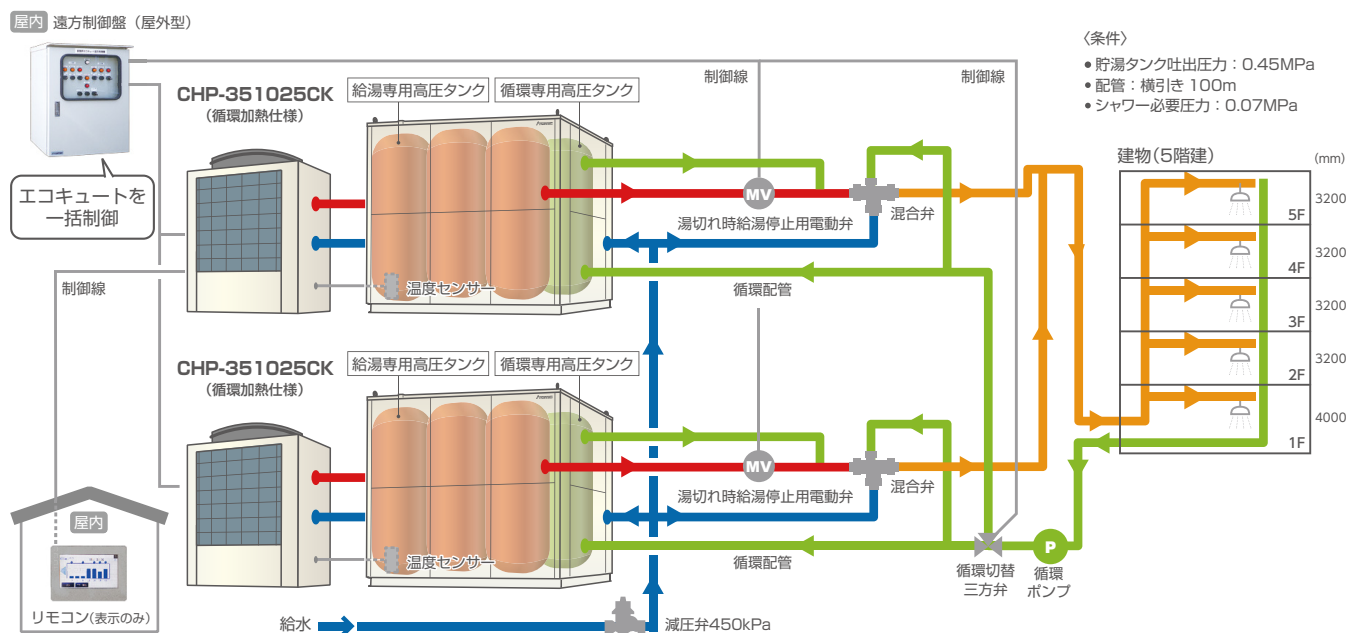 屋内 遠方制御盤（屋外型）
エコキュートを
一括制御
制御線
制御線
〈条件〉
● 貯湯タンク吐出圧力：0.45MPa
● 配管：横引き 100m
● シャワー必要圧力：0.07MPa
CHP-351025CK
（循環加熱仕様）
給湯専用高圧タンク
循環専用高圧タンク
MV
湯切れ時給湯停止用電動弁
混合弁
温度センサー
循環配管
制御線
建物（5階建）
(mm)
5F
3200
4F
3200
3F
3200
2F
3200
1F
4000
CHP-351025CK
（循環加熱仕様）
給湯専用高圧タンク
循環専用高圧タンク
MV
湯切れ時給湯停止用電動弁
混合弁
温度センサー
循環配管
循環切替
三方弁
P
循環
ポンプ
屋内
リモコン（表示のみ）
給水
減圧弁450kPa